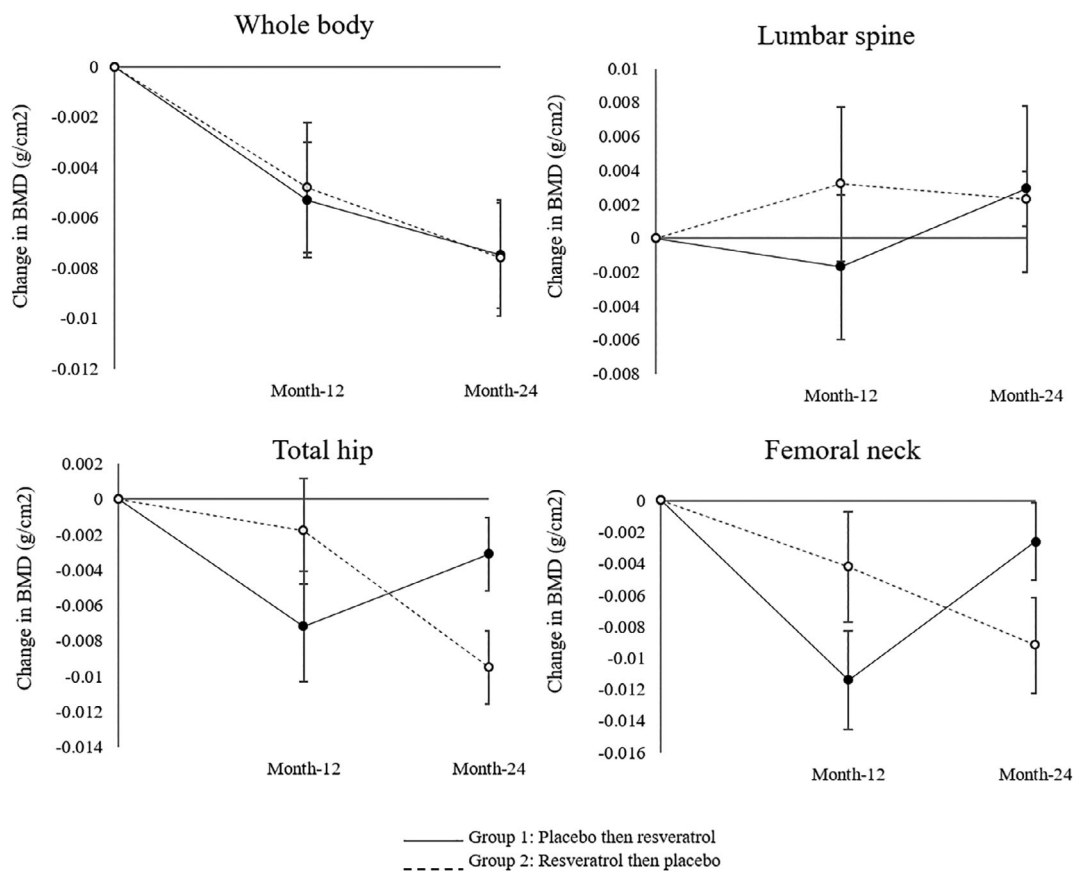 Whole body
Change in BMD (g/cm2)
0
-0.002
-0.004
-0.006
-0.008
-0.01
-0.012
Month-12
Month-24
Lumbar spine
Change in BMD (g/cm2)
0.01
0.008
0.006
0.004
0.002
0
-0.002
-0.004
-0.006
-0.008
Month-12
Month-24
Total hip
Change in BMD (g/cm2)
0.002
0
-0.002
-0.004
-0.006
-0.008
-0.01
-0.012
-0.014
Month-12
Month-24
Femoral neck
Change in BMD (g/cm2)
0
-0.002
-0.004
-0.006
-0.008
-0.01
-0.012
-0.014
-0.016
Month-12
Month-24
Group 1: Placebo then resveratrol
Group 2: Resveratrol then placebo